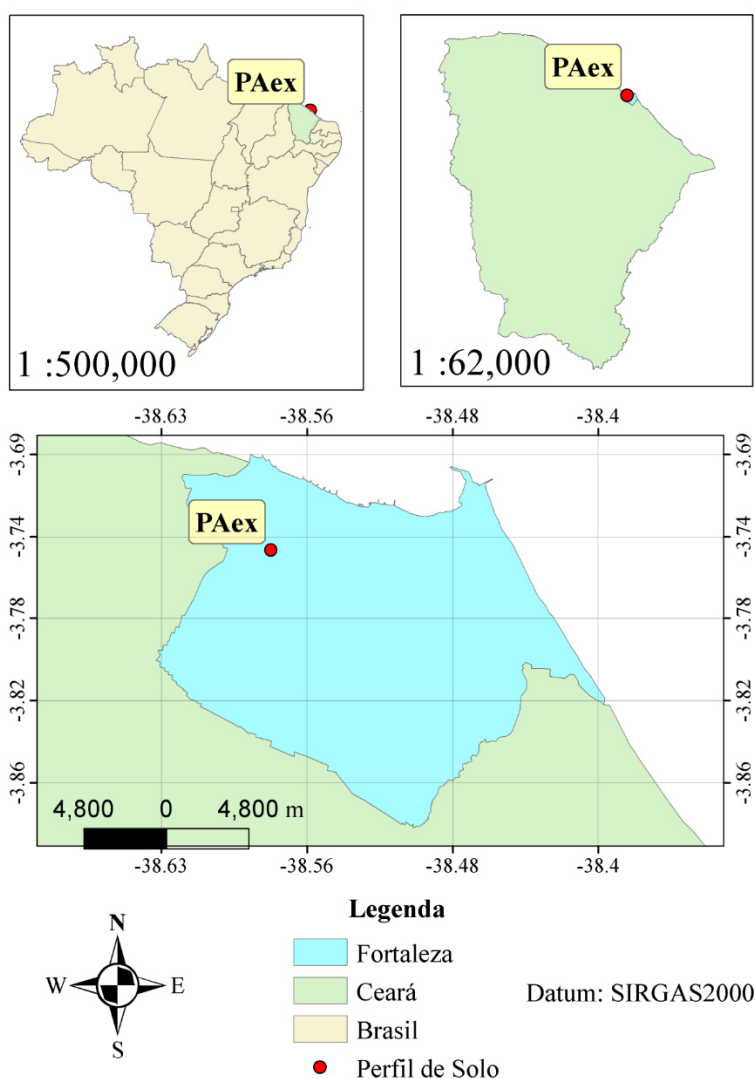 PAex
1 :500,000
PAex
1 :62,000
-38.63 -38.56 -38.48 -38.4
-3.69 -3.69
-3.74 -3.74
-3.78 -3.78
-3.82 -3.82
-3.86 -3.86
PAex
4,800 0 4,800 m
-38.63 -38.56 -38.48 -38.4
Legenda
Fortaleza
Ceará
Brasil
Perfil de Solo
Datum: SIRGAS2000
N
W E
S